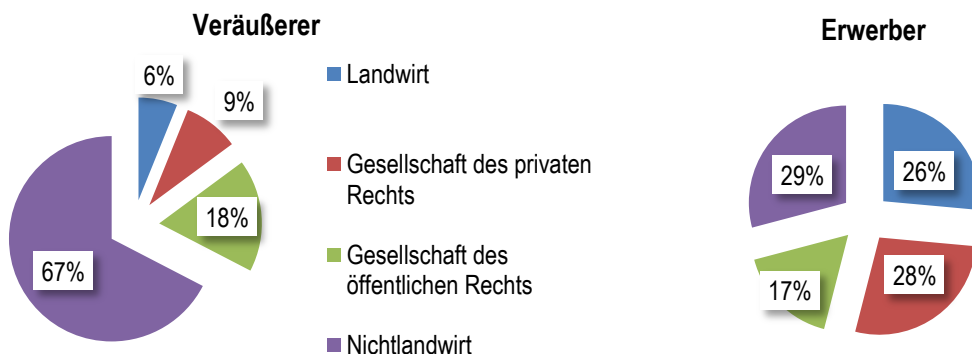 Veräußerer
6%
9%
18%
67%
Landwirt
Gesellschaft des privaten
Rechts
Gesellschaft des
öffentlichen Rechts
Nichtlandwirt
Erwerber
29%
26%
17%
28%